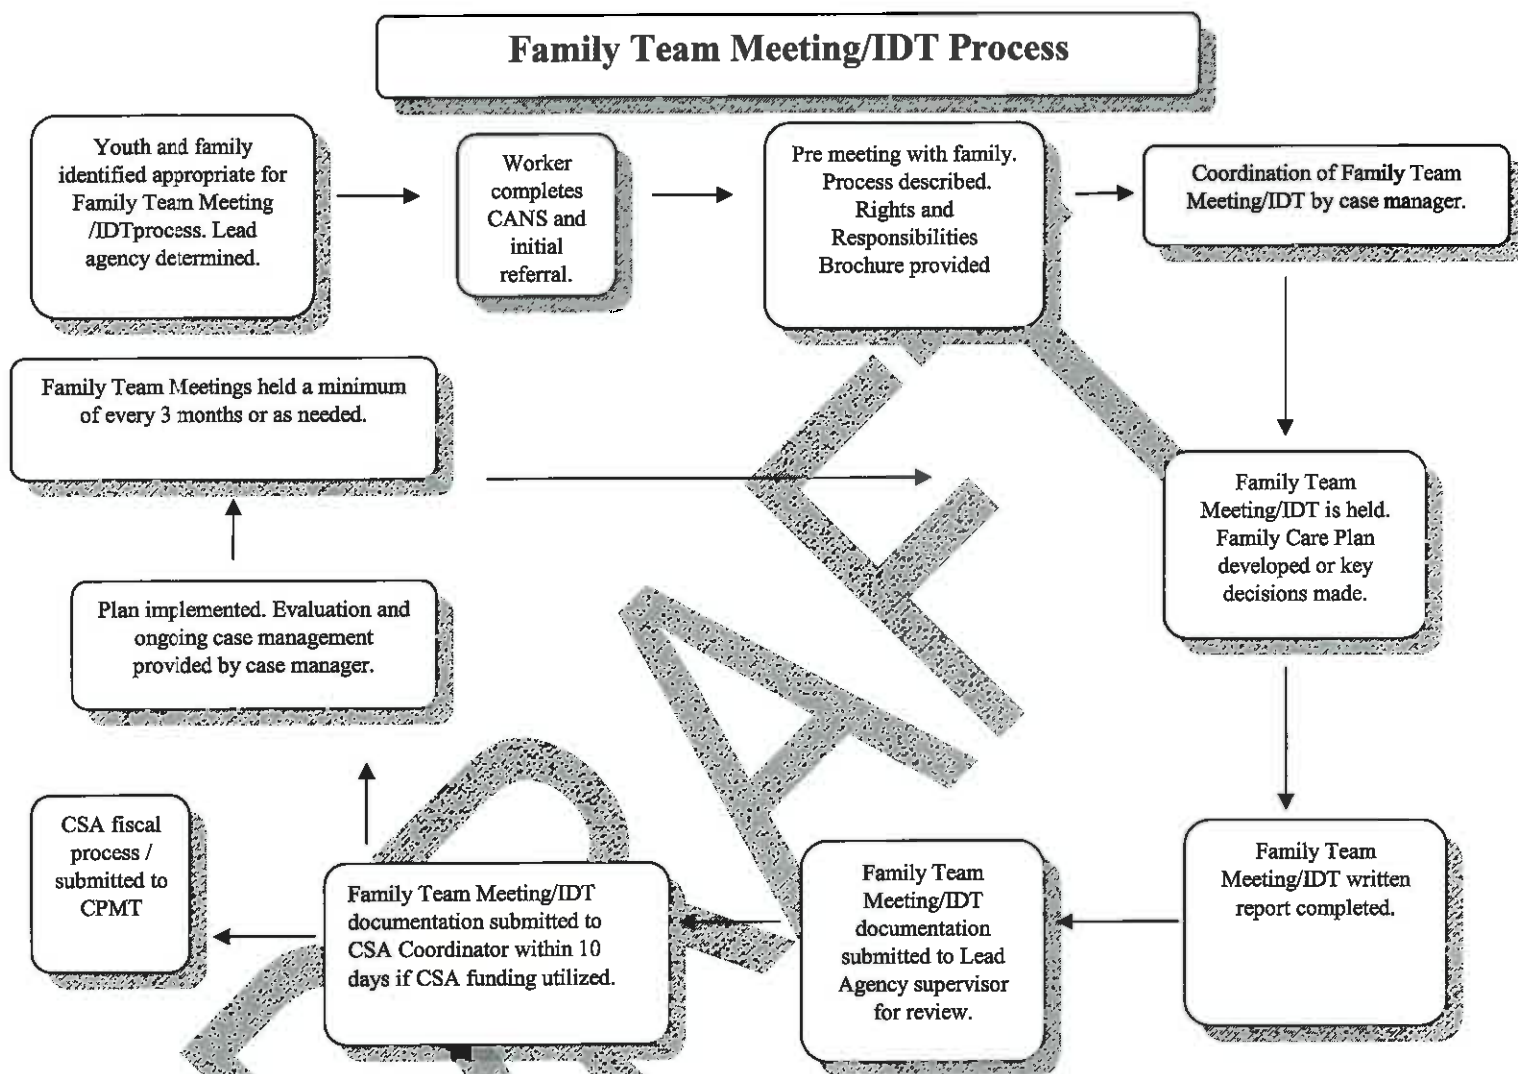 Family Team Meeting/IDT Process
Youth and family
identified appropriate for
Family Team Meeting
/IDTprocess. Lead
agency determined.
Worker
completes
CANS and
initial
referral.
Pre meeting with family.
Process described.
Rights and
Responsibilities
Brochure provided
Coordination of Family Team
Meeting/IDT by case manager.
Family Team Meetings held a minimum
of every 3 months or as needed.
Family Team
Meeting/IDT is held.
Family Care Plan
developed or key
decisions made.
Plan implemented. Evaluation and
ongoing case management
provided by case manager.
CSA fiscal
process /
submitted to
CPMT
Family Team Meeting/IDT
documentation submitted to
CSA Coordinator within 10
days if CSA funding utilized.
Family Team
Meeting/IDT
documentation
submitted to Lead
Agency supervisor
for review.
Family Team
Meeting/IDT written
report completed.
DRAFT